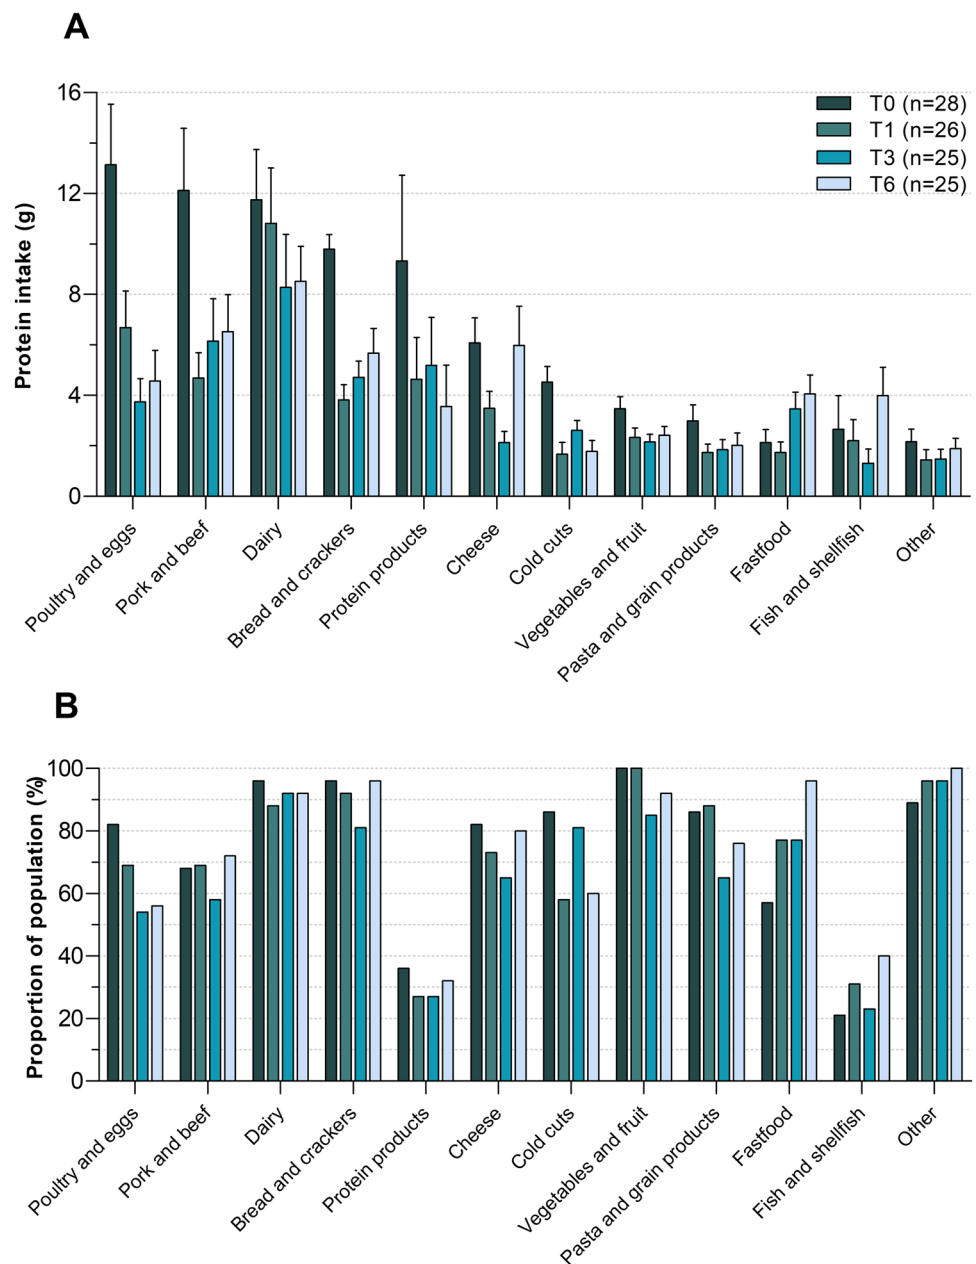 A
Protein intake (g)
16
12
8
4
0
T0 (n=28)
T1 (n=26)
T3 (n=25)
T6 (n=25)
Poultry and eggs
Pork and beef
Dairy
Bread and crackers
Protein products
Cheese
Cold cuts
Vegetables and fruit
Pasta and grain products
Fastfood
Fish and shellfish
Other
B
Proportion of population (%)
100
80
60
40
20
0
Poultry and eggs
Pork and beef
Dairy
Bread and crackers
Protein products
Cheese
Cold cuts
Vegetables and fruit
Pasta and grain products
Fastfood
Fish and shellfish
Other